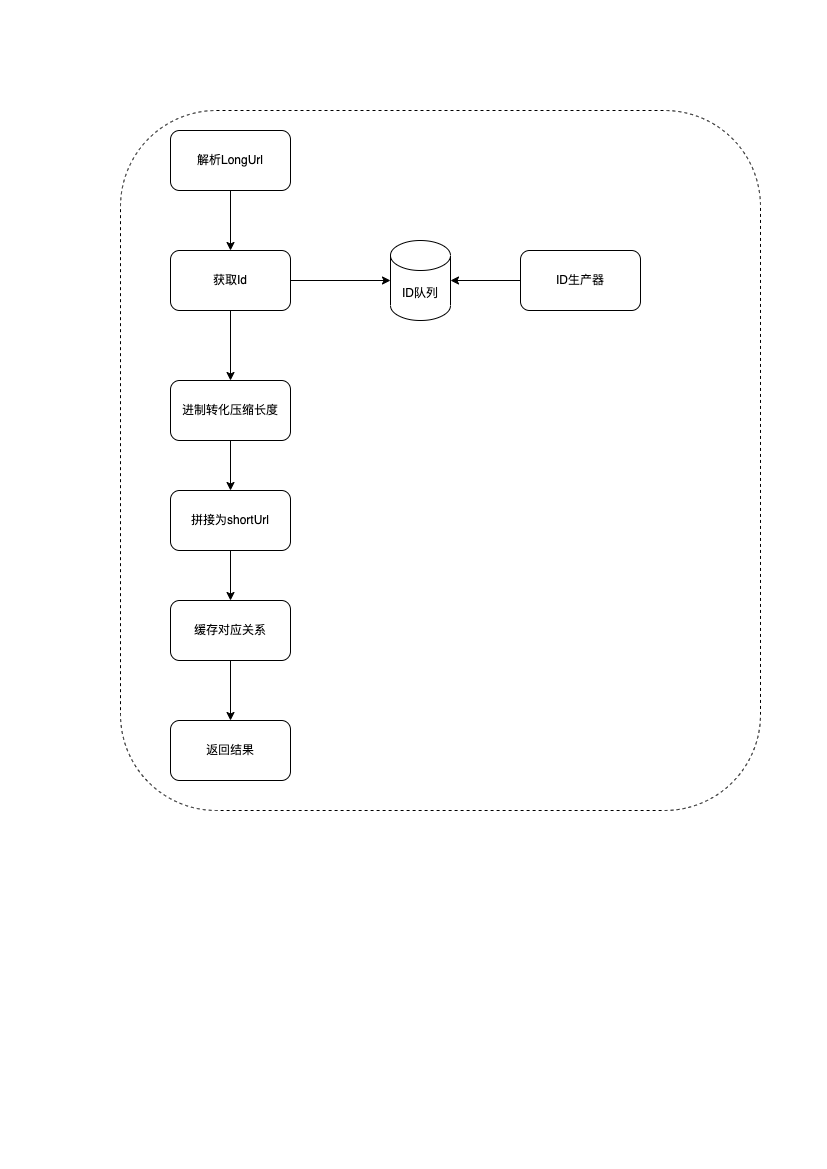 解析LongUrl
获取Id
ID队列
ID生产器
进制转化压缩长度
拼接为shortUrl
缓存对应关系
返回结果